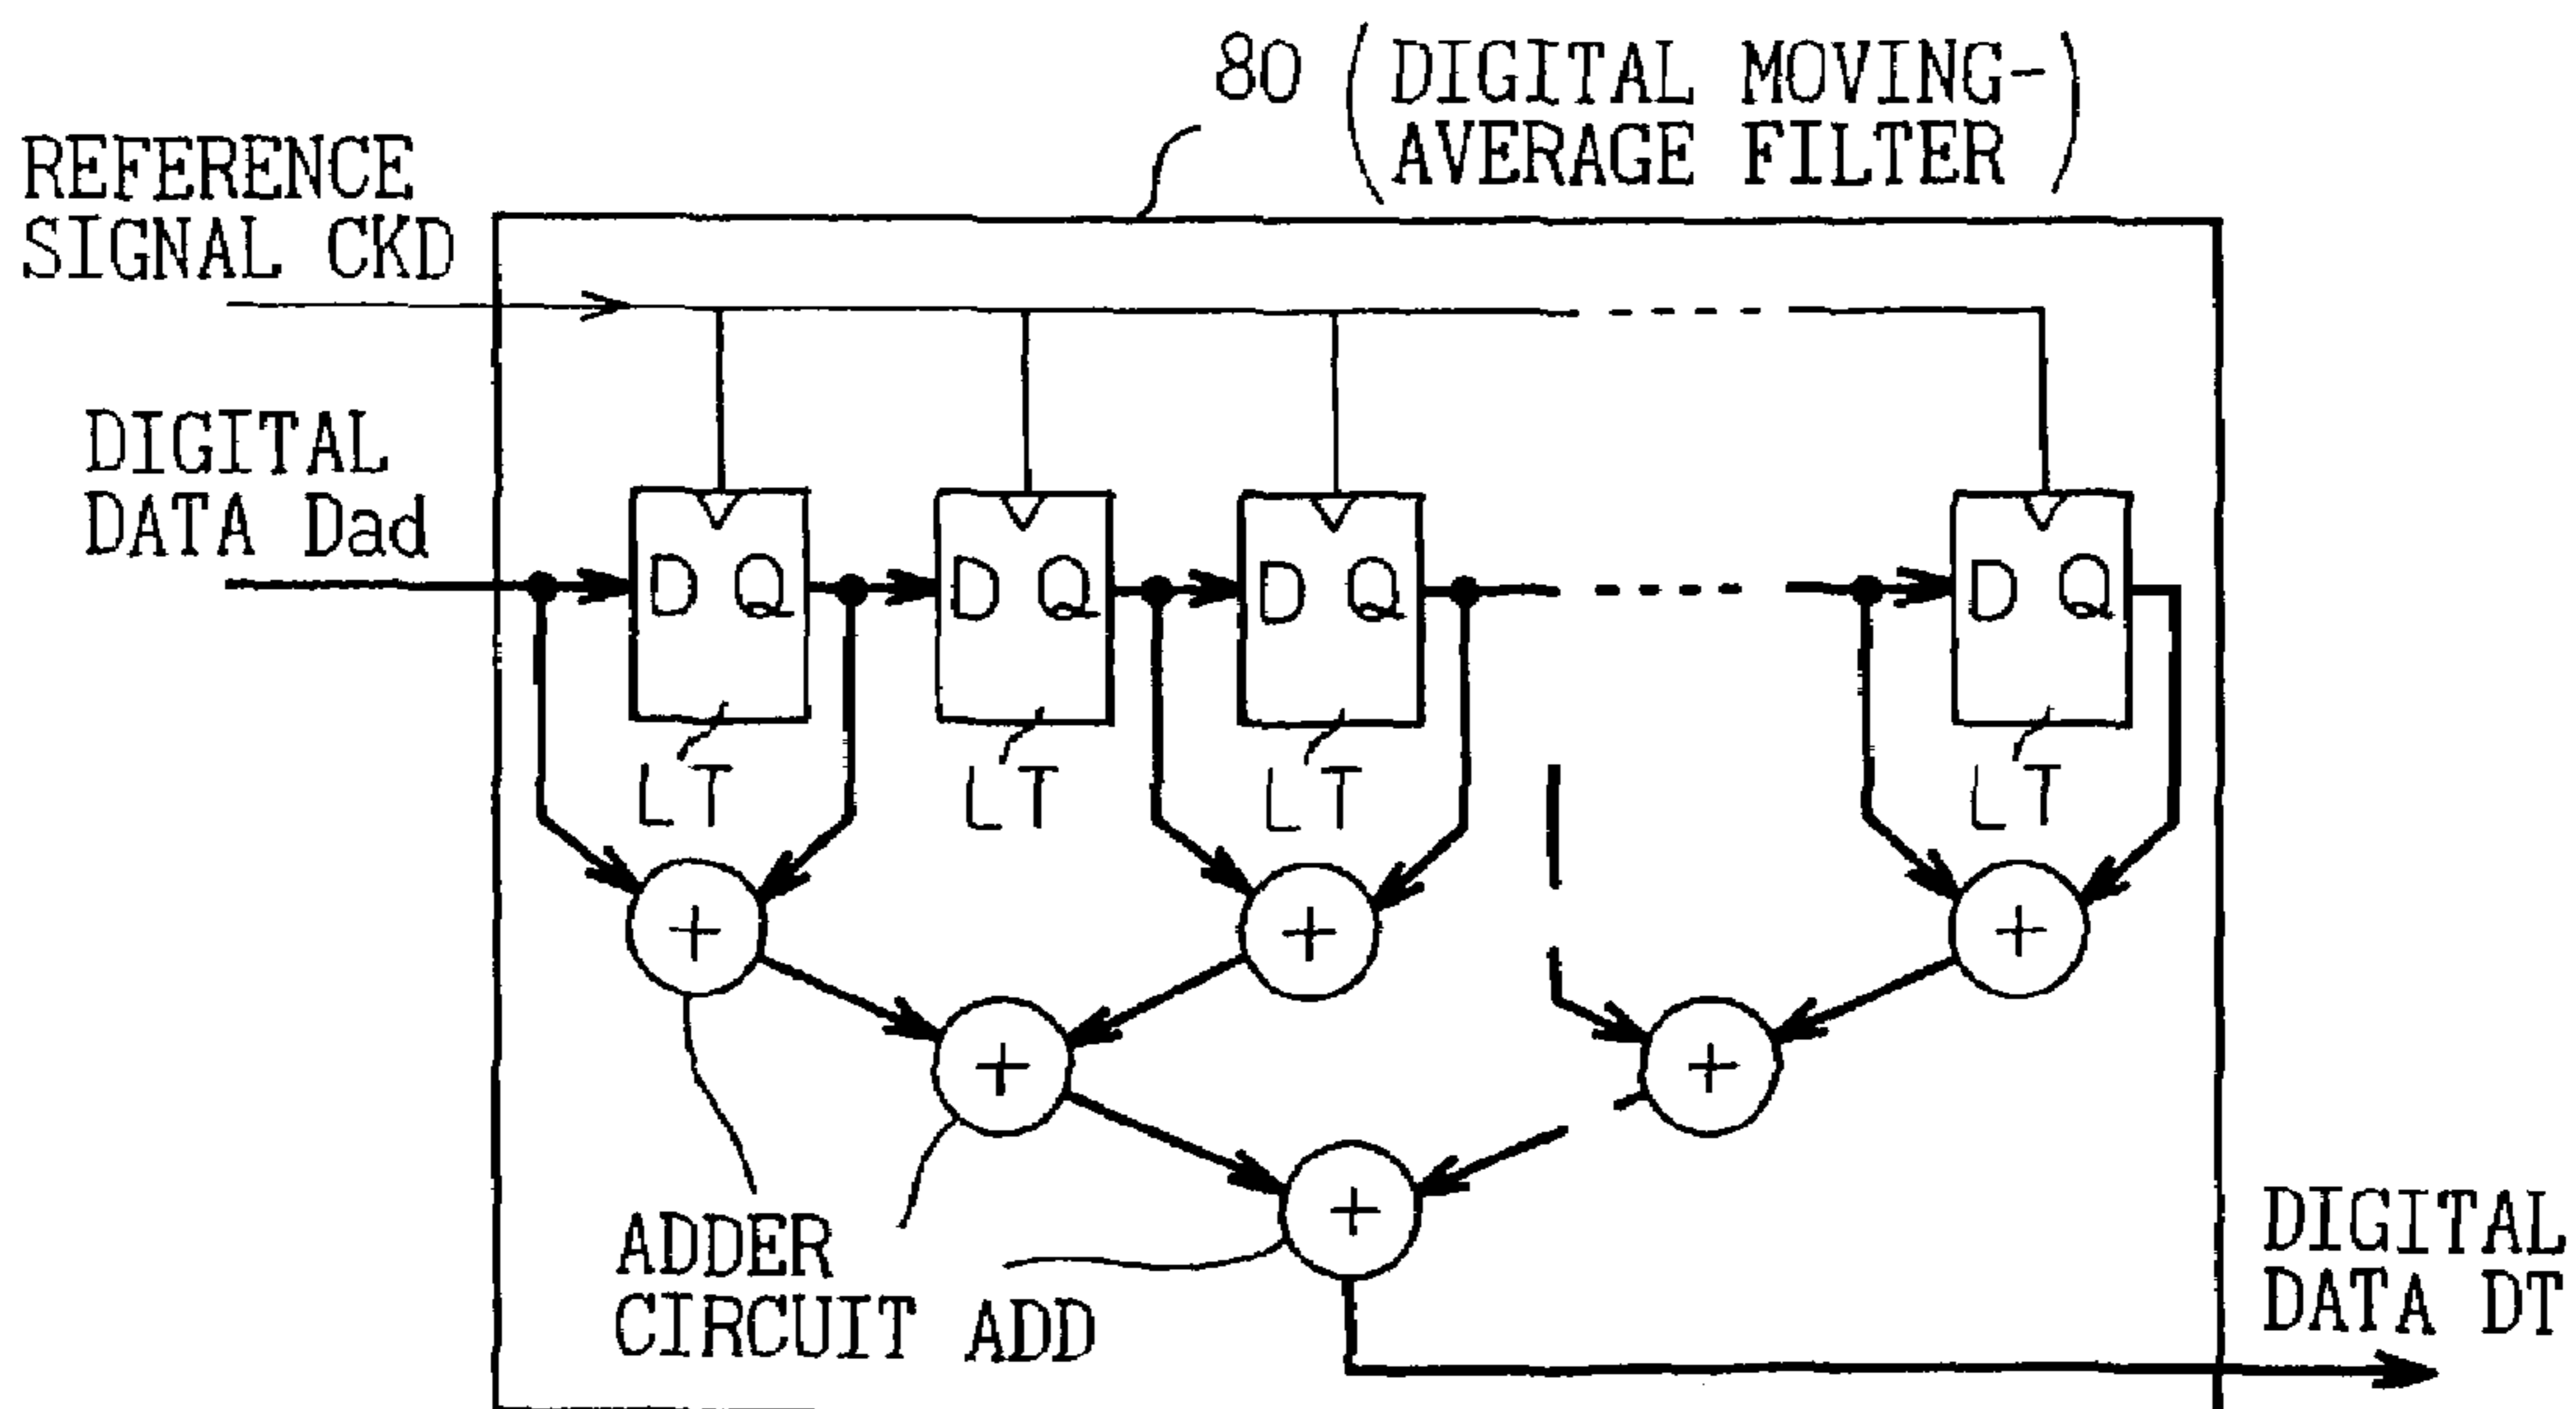 80 (DIGITAL MOVING-
AVERAGE FILTER)
REFERENCE
SIGNAL CKD
DIGITAL
DATA Dad
D Q D Q D Q D Q
LT LT LT LT
+ + +
+ +
+
ADDER
CIRCUIT ADD
DIGITAL
DATA DT